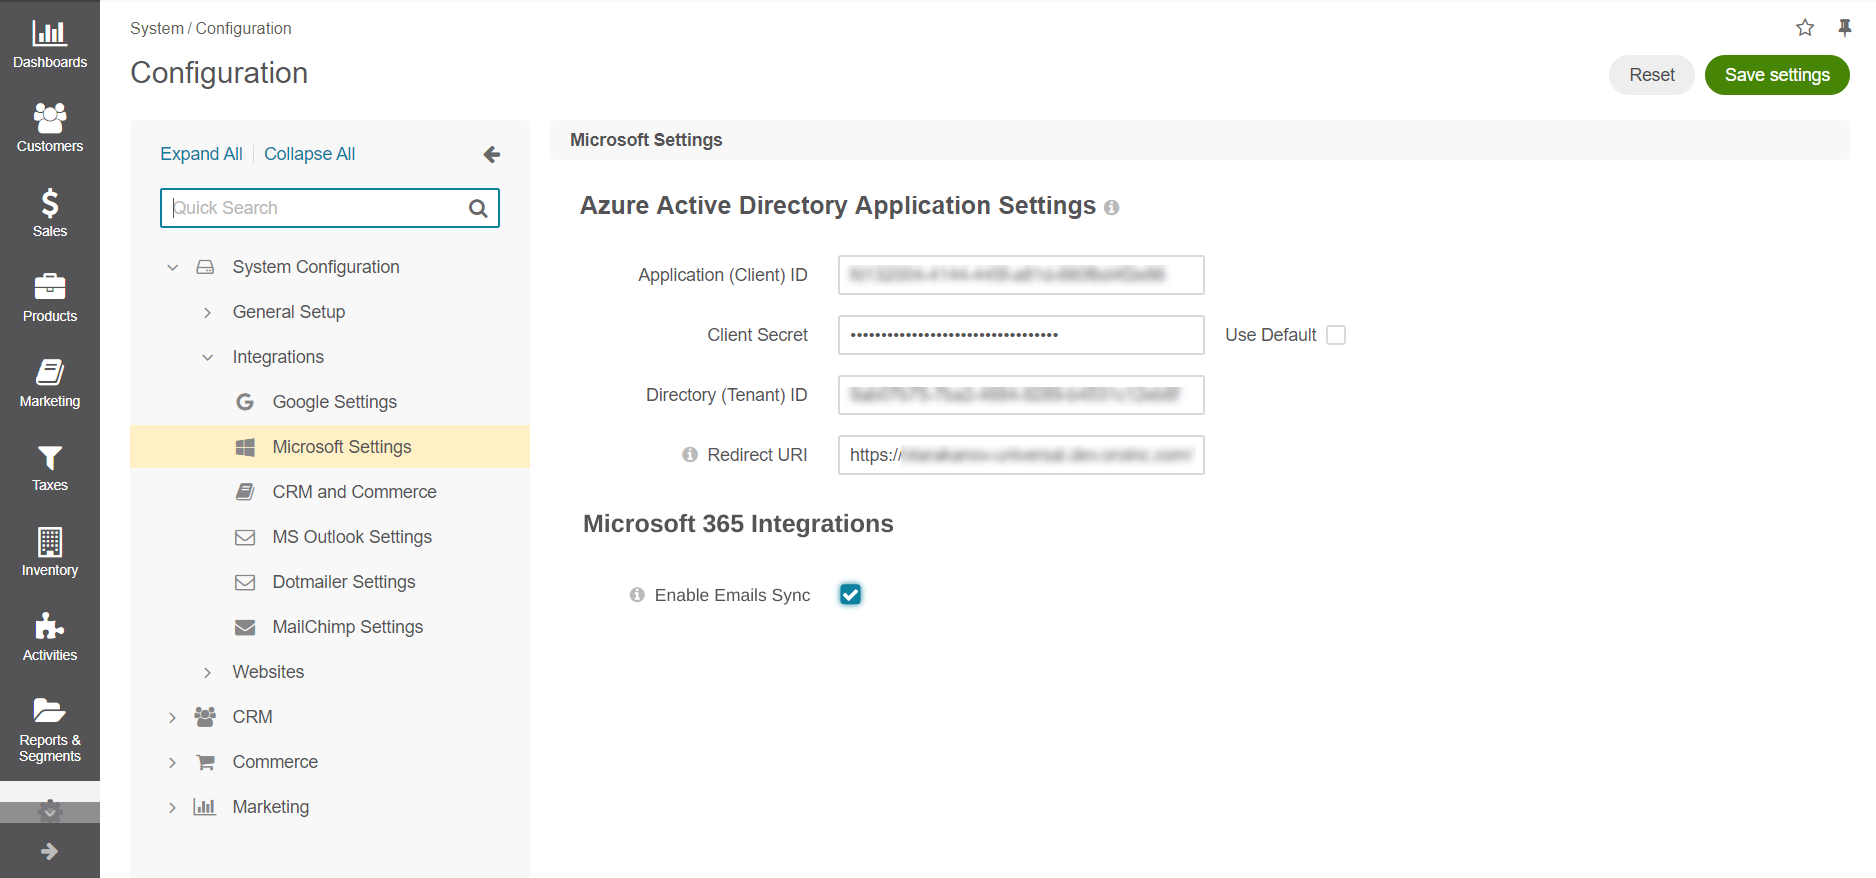 Dashboards
Customers
Sales
Products
Marketing
Taxes
Inventory
Activities
Reports &
Segments
System / Configuration
Configuration
Reset
Save settings
Expand All
Collapse All
Quick Search
System Configuration
General Setup
Integrations
Google Settings
Microsoft Settings
CRM and Commerce
MS Outlook Settings
Dotmailer Settings
MailChimp Settings
Websites
CRM
Commerce
Marketing
Microsoft Settings
Azure Active Directory Application Settings
Application (Client) ID
Client Secret
Use Default
Directory (Tenant) ID
Redirect URI
https://
Microsoft 365 Integrations
Enable Emails Sync